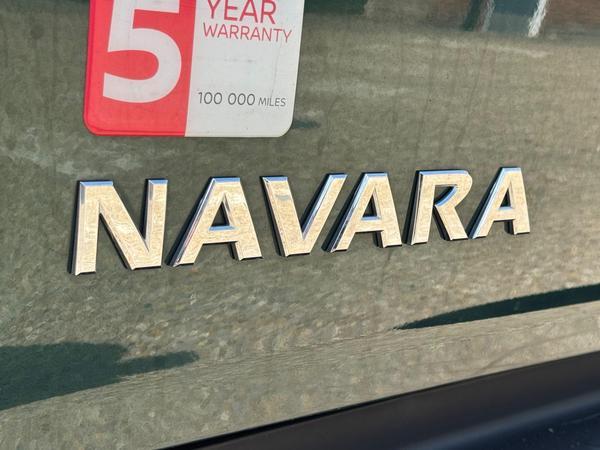 5
YEAR
WARRANTY
100 000 MILES
NAVARA